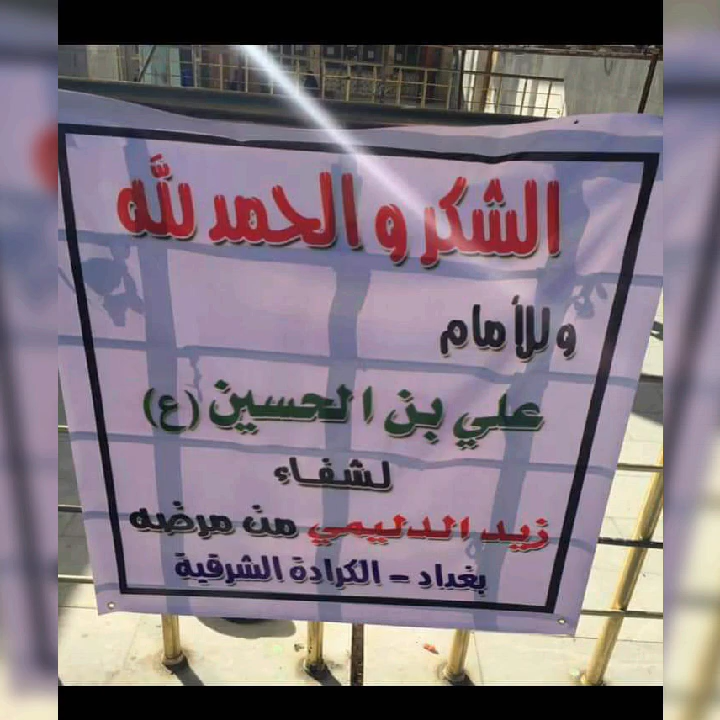 الشكر و الحمد لله
وللأمام
علي بن الحسين (ع)
لشفاء
زيد الدليمي من مرضه
بغداد - الكرادة الشرقية